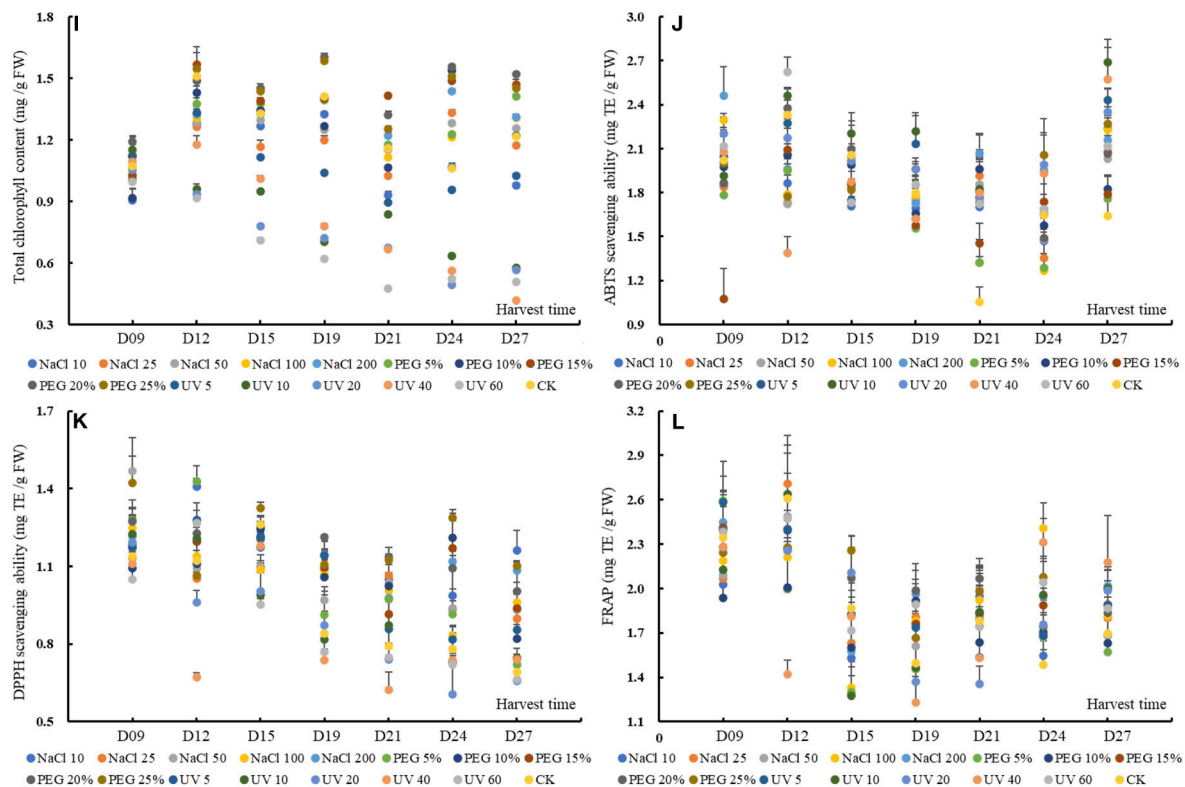 I
J
Total chlorophyll content (mg /g FW)
1.8
1.5
1.2
0.9
0.6
0.3
Harvest time
D09 D12 D15 D19 D21 D24 D27
NaCl 10 NaCl 25 NaCl 50 NaCl 100 NaCl 200 PEG 5% PEG 10% PEG 15%
PEG 20% PEG 25% UV 5 UV 10 UV 20 UV 40 UV 60 CK
ABTS scavenging ability (mg TE /g FW)
3.0
2.7
2.4
2.1
1.8
1.5
1.2
0.9
Harvest time
0 D09 D12 D15 D19 D21 D24 D27
NaCl 10 NaCl 25 NaCl 50 NaCl 100 NaCl 200 PEG 5% PEG 10% PEG 15%
PEG 20% PEG 25% UV 5 UV 10 UV 20 UV 40 UV 60 CK
K
L
DPPH scavenging ability (mg TE /g FW)
1.7
1.4
1.1
0.8
0.5
Harvest time
D09 D12 D15 D19 D21 D24 D27
NaCl 10 NaCl 25 NaCl 50 NaCl 100 NaCl 200 PEG 5% PEG 10% PEG 15%
PEG 20% PEG 25% UV 5 UV 10 UV 20 UV 40 UV 60 CK
FRAP (mg TE /g FW)
3.2
2.9
2.6
2.3
2.0
1.7
1.4
1.1
Harvest time
0 D09 D12 D15 D19 D21 D24 D27
NaCl 10 NaCl 25 NaCl 50 NaCl 100 NaCl 200 PEG 5% PEG 10% PEG 15%
PEG 20% PEG 25% UV 5 UV 10 UV 20 UV 40 UV 60 CK